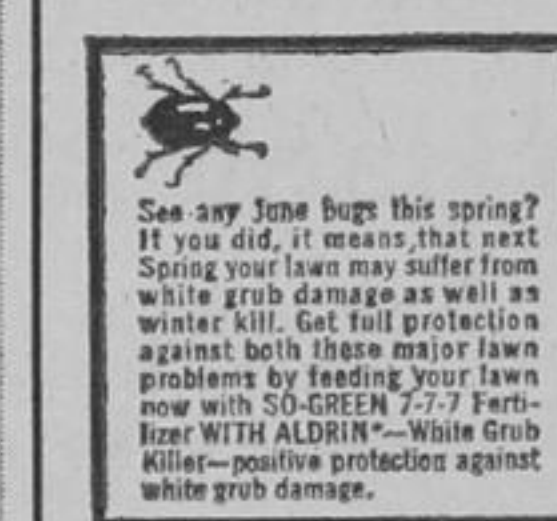 See any June bugs this spring?
If you did, it means that next
Spring your lawn may suffer from
white grub damage as well as
winter kill. Get full protection
against both these major lawn
problems by feeding your lawn
now with SO-GREEN 7-7-7 Ferti-
lizer WITH ALDRIN*—White Grub
Killer—positive protection against
white grub damage.